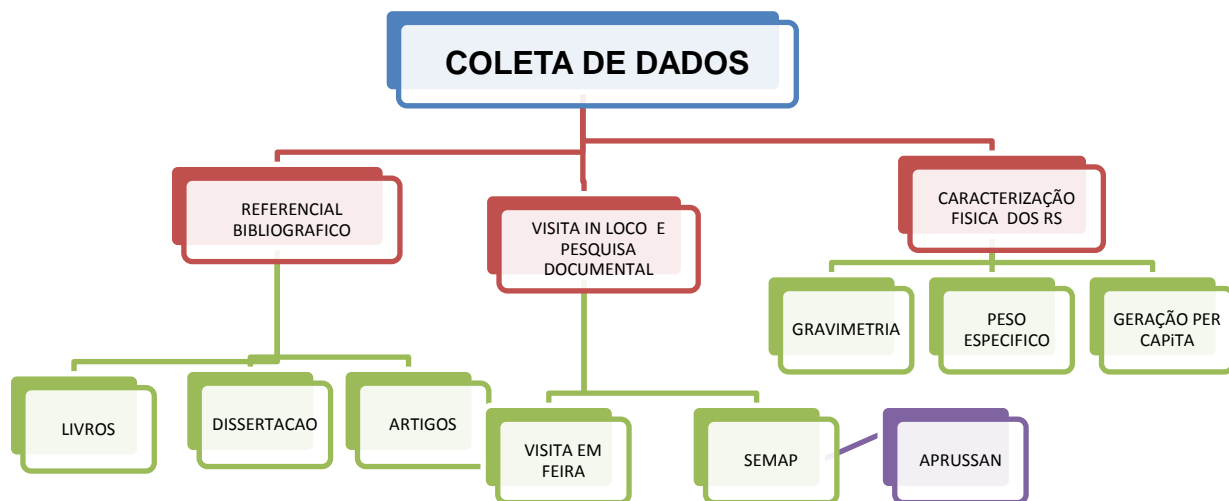 COLETA DE DADOS
REFERENCIAL
BIBLIOGRAFICO
VISITA IN LOCO E
PESQUISA
DOCUMENTAL
CARACTERIZAÇÃO
FISICA DOS RS
GRAVIMETRIA
PESO
ESPECIFICO
GERAÇÃO PER
CAPiTA
LIVROS
DISSERTACAO
ARTIGOS
VISITA EM
FEIRA
SEMAP
APRUSSAN